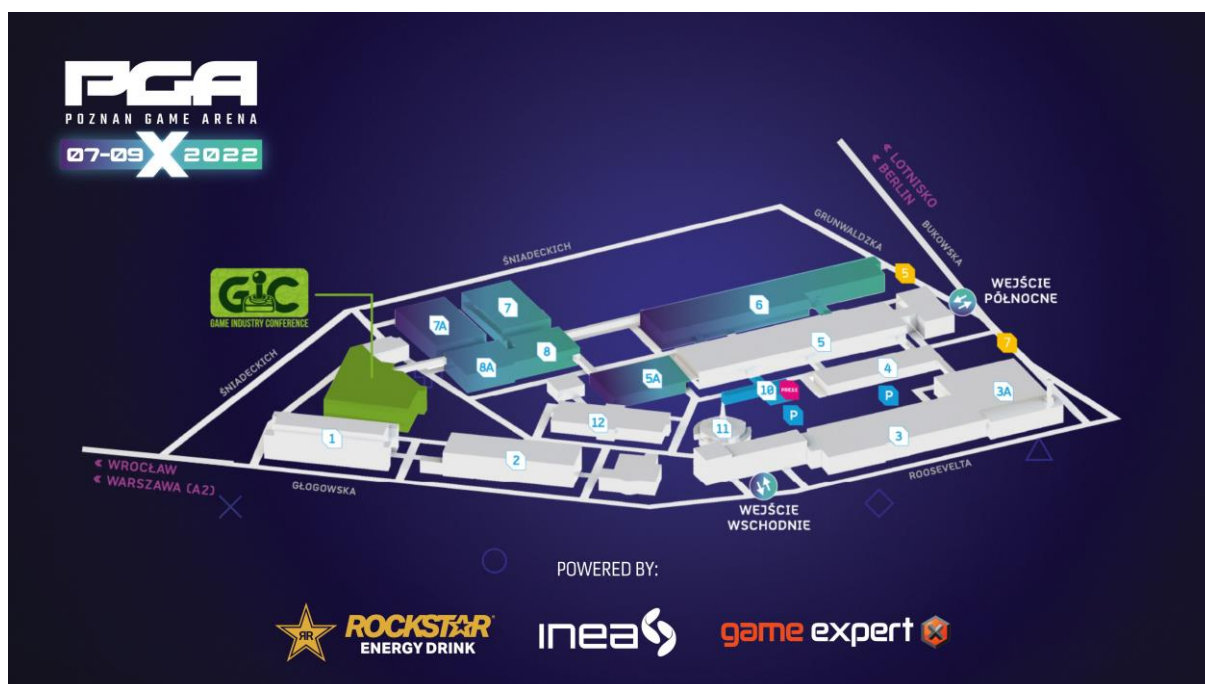 PGA
POZNAN GAME ARENA
07-09 X 2022
« LOTNISKO
« BERLIN
BUKOWSKA
GRUNWALDZKA
ŚNIADECKICH
5
WEJŚCIE
PÓŁNOCNE
GIC
GAME INDUSTRY CONFERENCE
7
6
7A
8
5
7
8A
5A
4
10
PRESS
3A
P
P
ŚNIADECKICH
12
11
1
3
2
« WROCŁAW
« WARSZAWA (A2)
GŁOGOWSKA
ROOSEVELTA
WEJŚCIE
WSCHODNIE
POWERED BY:
RR
ROCKSTAR
ENERGY DRINK
inea
game expert